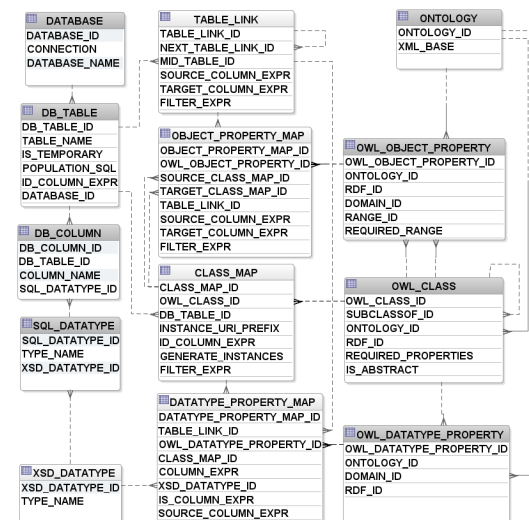 DATABASE
DATABASE_ID
CONNECTION
DATABASE_NAME
DB_TABLE
DB_TABLE_ID
TABLE_NAME
IS_TEMPORARY
POPULATION_SQL
ID_COLUMN_EXPR
DATABASE_ID
DB_COLUMN
DB_COLUMN_ID
DB_TABLE_ID
COLUMN_NAME
SQL_DATATYPE_ID
SQL_DATATYPE
SQL_DATATYPE_ID
TYPE_NAME
XSD_DATATYPE_ID
XSD_DATATYPE
XSD_DATATYPE_ID
TYPE_NAME
TABLE_LINK
TABLE_LINK_ID
NEXT_TABLE_LINK_ID
MID_TABLE_ID
SOURCE_COLUMN_EXPR
TARGET_COLUMN_EXPR
FILTER_EXPR
OBJECT_PROPERTY_MAP
OBJECT_PROPERTY_MAP_ID
OWL_OBJECT_PROPERTY_ID
SOURCE_CLASS_MAP_ID
TARGET_CLASS_MAP_ID
TABLE_LINK_ID
SOURCE_COLUMN_EXPR
TARGET_COLUMN_EXPR
FILTER_EXPR
CLASS_MAP
CLASS_MAP_ID
OWL_CLASS_ID
DB_TABLE_ID
INSTANCE_URI_PREFIX
ID_COLUMN_EXPR
GENERATE_INSTANCES
FILTER_EXPR
DATATYPE_PROPERTY_MAP
DATATYPE_PROPERTY_MAP_ID
TABLE_LINK_ID
OWL_DATATYPE_PROPERTY_ID
CLASS_MAP_ID
COLUMN_EXPR
XSD_DATATYPE_ID
IS_COLUMN_EXPR
SOURCE_COLUMN_EXPR
ONTOLOGY
ONTOLOGY_ID
XML_BASE
OWL_OBJECT_PROPERTY
OWL_OBJECT_PROPERTY_ID
ONTOLOGY_ID
RDF_ID
DOMAIN_ID
RANGE_ID
REQUIRED_RANGE
OWL_CLASS
OWL_CLASS_ID
SUBCLASSOF_ID
ONTOLOGY_ID
RDF_ID
REQUIRED_PROPERTIES
IS_ABSTRACT
OWL_DATATYPE_PROPERTY
OWL_DATATYPE_PROPERTY_ID
ONTOLOGY_ID
DOMAIN_ID
RDF_ID